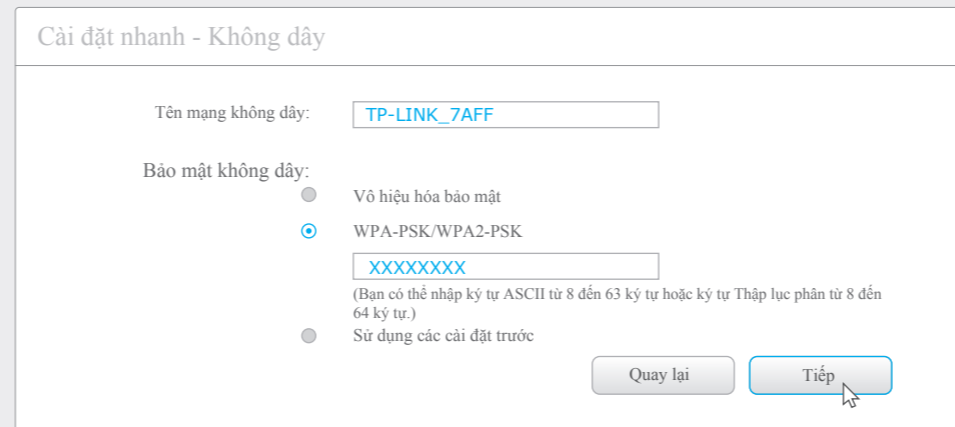 Cài đặt nhanh - Không dây
Tên mạng không dây: TP-LINK_7AFF
Bảo mật không dây:
Vô hiệu hóa bảo mật
WPA-PSK/WPA2-PSK
XXXXXXXX
(Bạn có thể nhập ký tự ASCII từ 8 đến 63 ký tự hoặc ký tự Thập lục phân từ 8 đến
64 ký tự.)
Sử dụng các cài đặt trước
Quay lại Tiếp